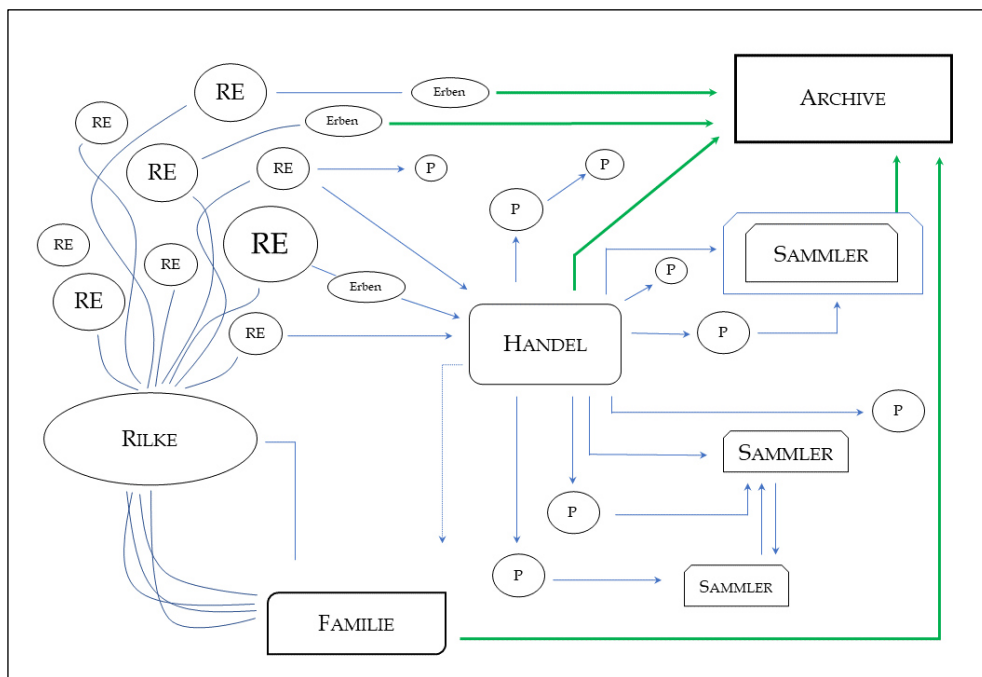 RE
Erben
ARCHIVE
RE
Erben
RE
RE
P
P
RE
P
RE
RE
SAMMLER
RE
P
RE
Erben
RE
HANDEL
P
P
RILKE
SAMMLER
P
P
SAMMLER
FAMILIE